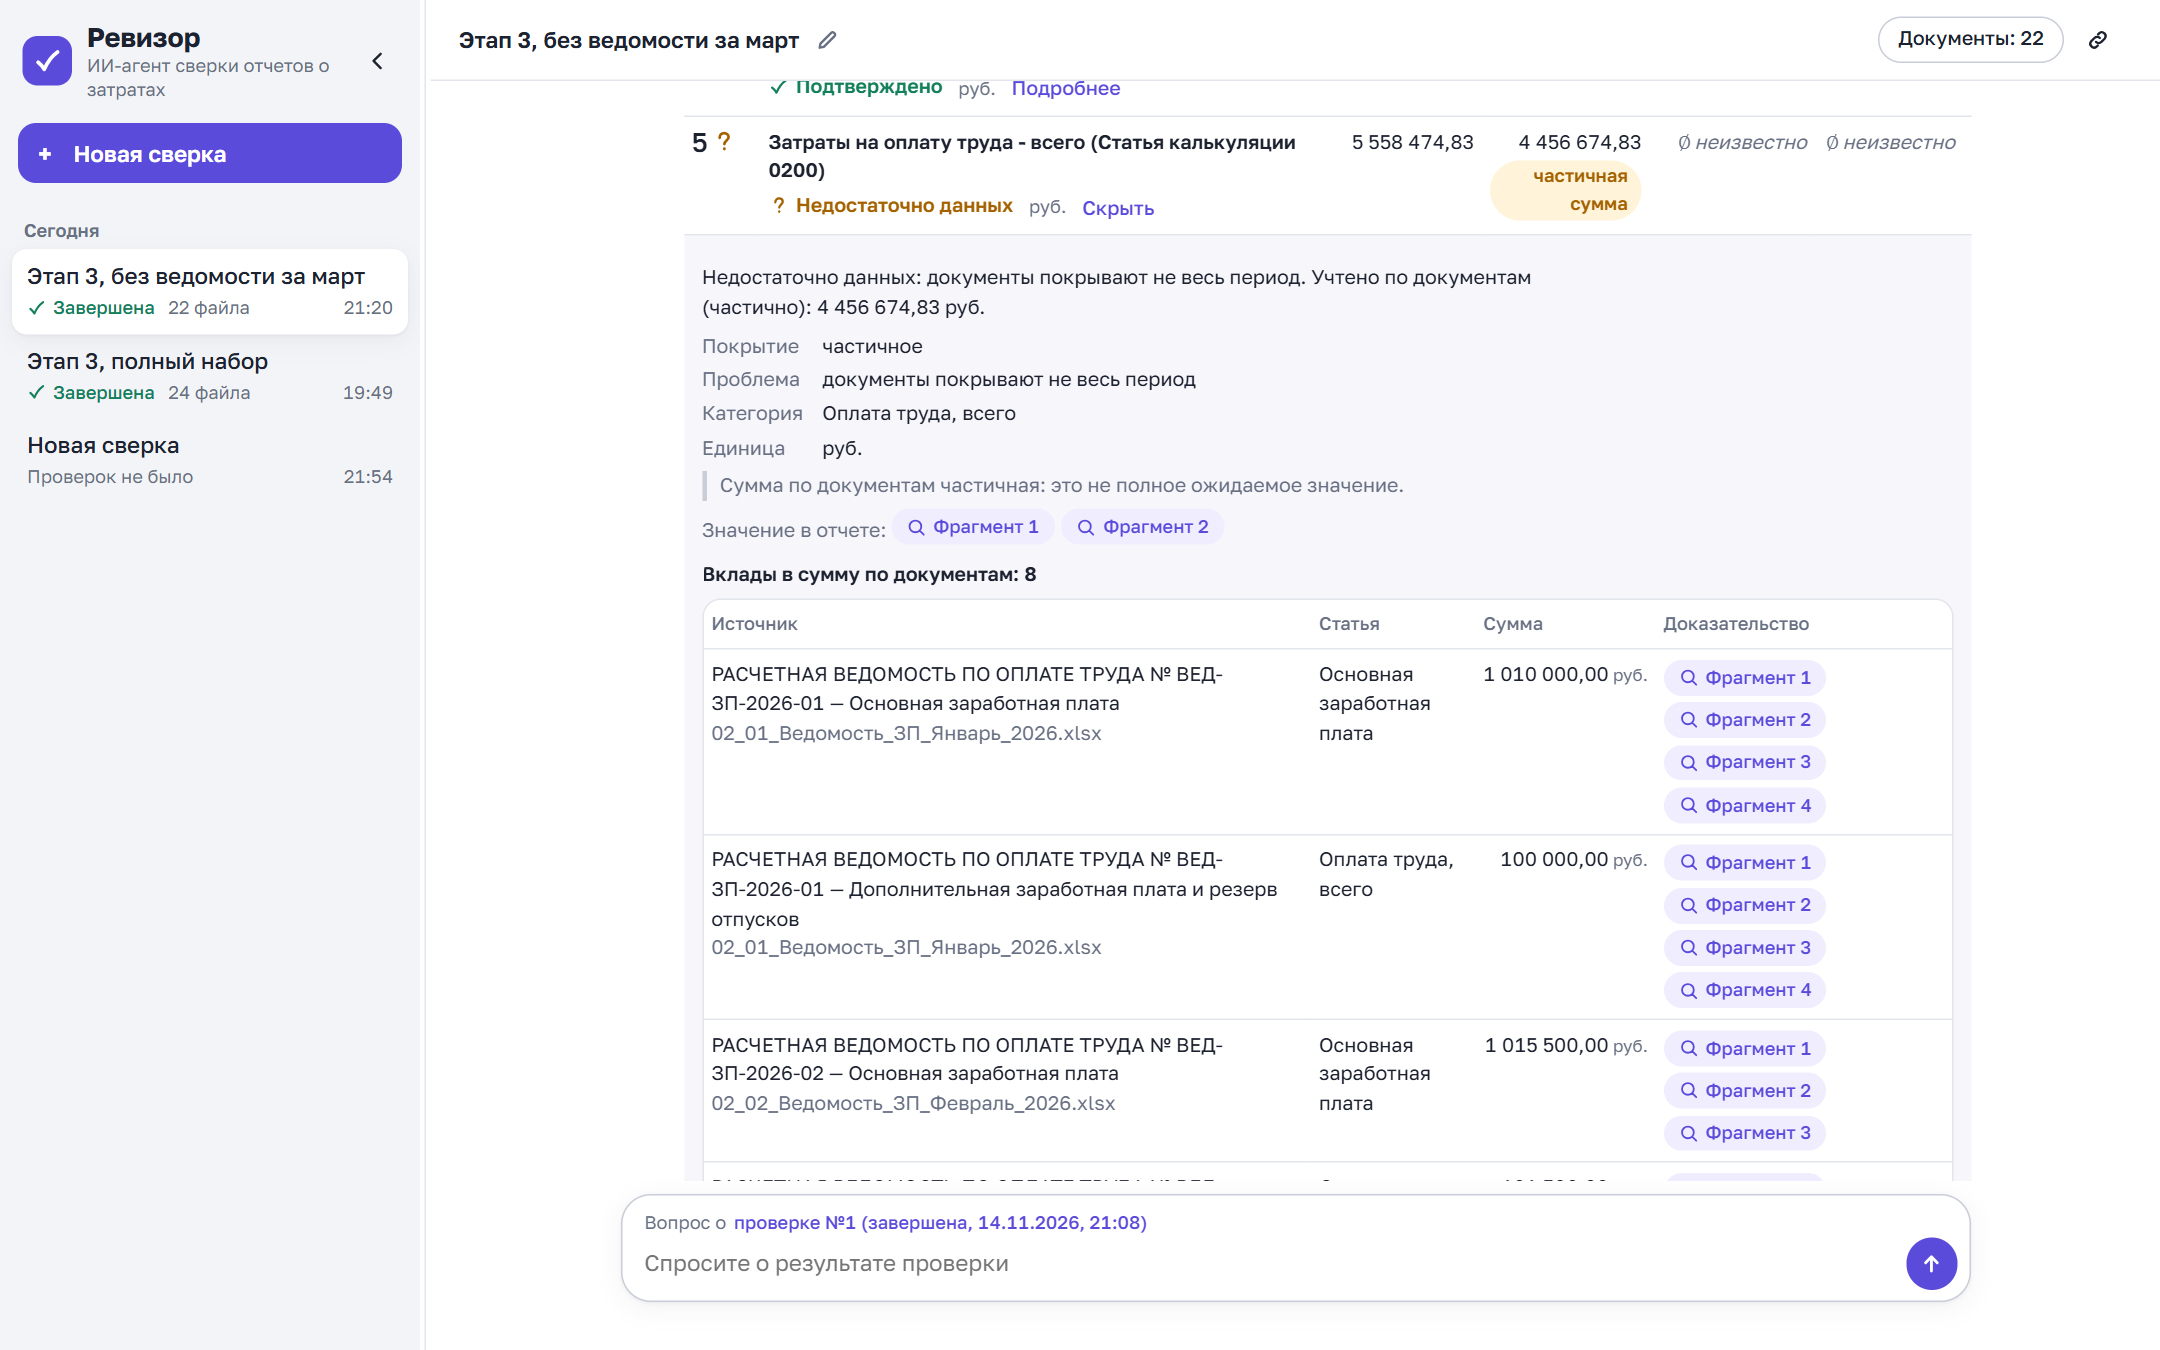 Ревизор
ИИ-агент сверки отчетов о
затратах
+ Новая сверка
Сегодня
Этап 3, без ведомости за март
Завершена 22 файла 21:20
Этап 3, полный набор
Завершена 24 файла 19:49
Новая сверка
Проверок не было 21:54
Этап 3, без ведомости за март
Документы: 22
Подтверждено руб. Подробнее
5 ? Затраты на оплату труда - всего (Статья калькуляции 5 558 474,83 4 456 674,83 Ø неизвестно Ø неизвестно
0200)
частичная
сумма
? Недостаточно данных руб. Скрыть
Недостаточно данных: документы покрывают не весь период. Учтено по документам
(частично): 4 456 674,83 руб.
Покрытие частичное
Проблема документы покрывают не весь период
Категория Оплата труда, всего
Единица руб.
Сумма по документам частичная: это не полное ожидаемое значение.
Значение в отчете: Фрагмент 1 Фрагмент 2
Вклады в сумму по документам: 8
Источник Статья Сумма Доказательство
РАСЧЕТНАЯ ВЕДОМОСТЬ ПО ОПЛАТЕ ТРУДА № ВЕД-
ЗП-2026-01 — Основная заработная плата
02_01_Ведомость_ЗП_Январь_2026.xlsx
Основная
заработная
плата
1 010 000,00 руб.
Фрагмент 1
Фрагмент 2
Фрагмент 3
Фрагмент 4
РАСЧЕТНАЯ ВЕДОМОСТЬ ПО ОПЛАТЕ ТРУДА № ВЕД-
ЗП-2026-01 — Дополнительная заработная плата и резерв
отпусков
02_01_Ведомость_ЗП_Январь_2026.xlsx
Оплата труда,
всего
100 000,00 руб.
Фрагмент 1
Фрагмент 2
Фрагмент 3
Фрагмент 4
РАСЧЕТНАЯ ВЕДОМОСТЬ ПО ОПЛАТЕ ТРУДА № ВЕД-
ЗП-2026-02 — Основная заработная плата
02_02_Ведомость_ЗП_Февраль_2026.xlsx
Основная
заработная
плата
1 015 500,00 руб.
Фрагмент 1
Фрагмент 2
Фрагмент 3
Вопрос о проверке №1 (завершена, 14.11.2026, 21:08)
Спросите о результате проверки